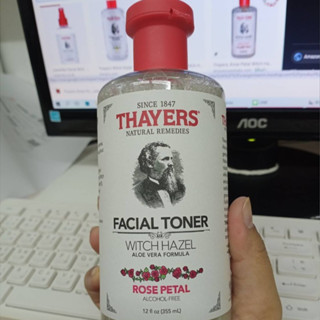 SINCE 1847
THAYERS
NATURAL REMEDIES
FACIAL TONER
WITCH HAZEL
ALOE VERA FORMULA
ROSE PETAL
ALCOHOL-FREE
12 fl oz (355 mL)
AOC
Amazon